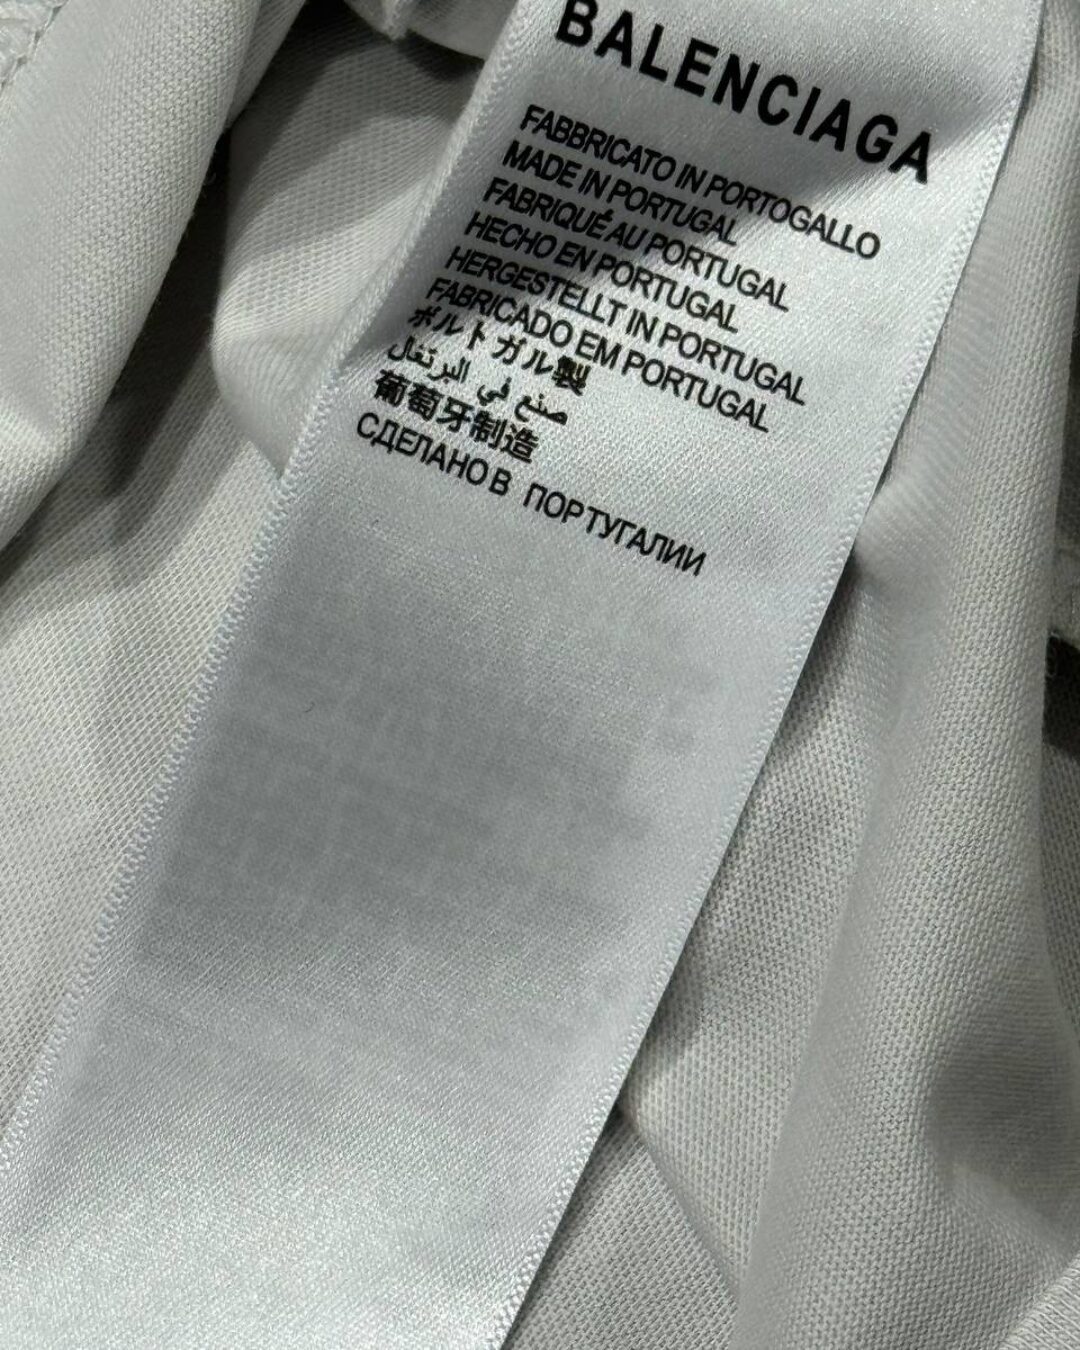 BALENCIAGA
FABBRICATO IN PORTOGALLO
MADE IN PORTUGAL
FABRIQUÉ AU PORTUGAL
HECHO EN PORTUGAL
HERGESTELLT IN PORTUGAL
FABRICADO EM PORTUGAL
ポルトガル製
صنع في البرتغال
葡萄牙制造
СДЕЛАНО В ПОРТУГАЛИИ